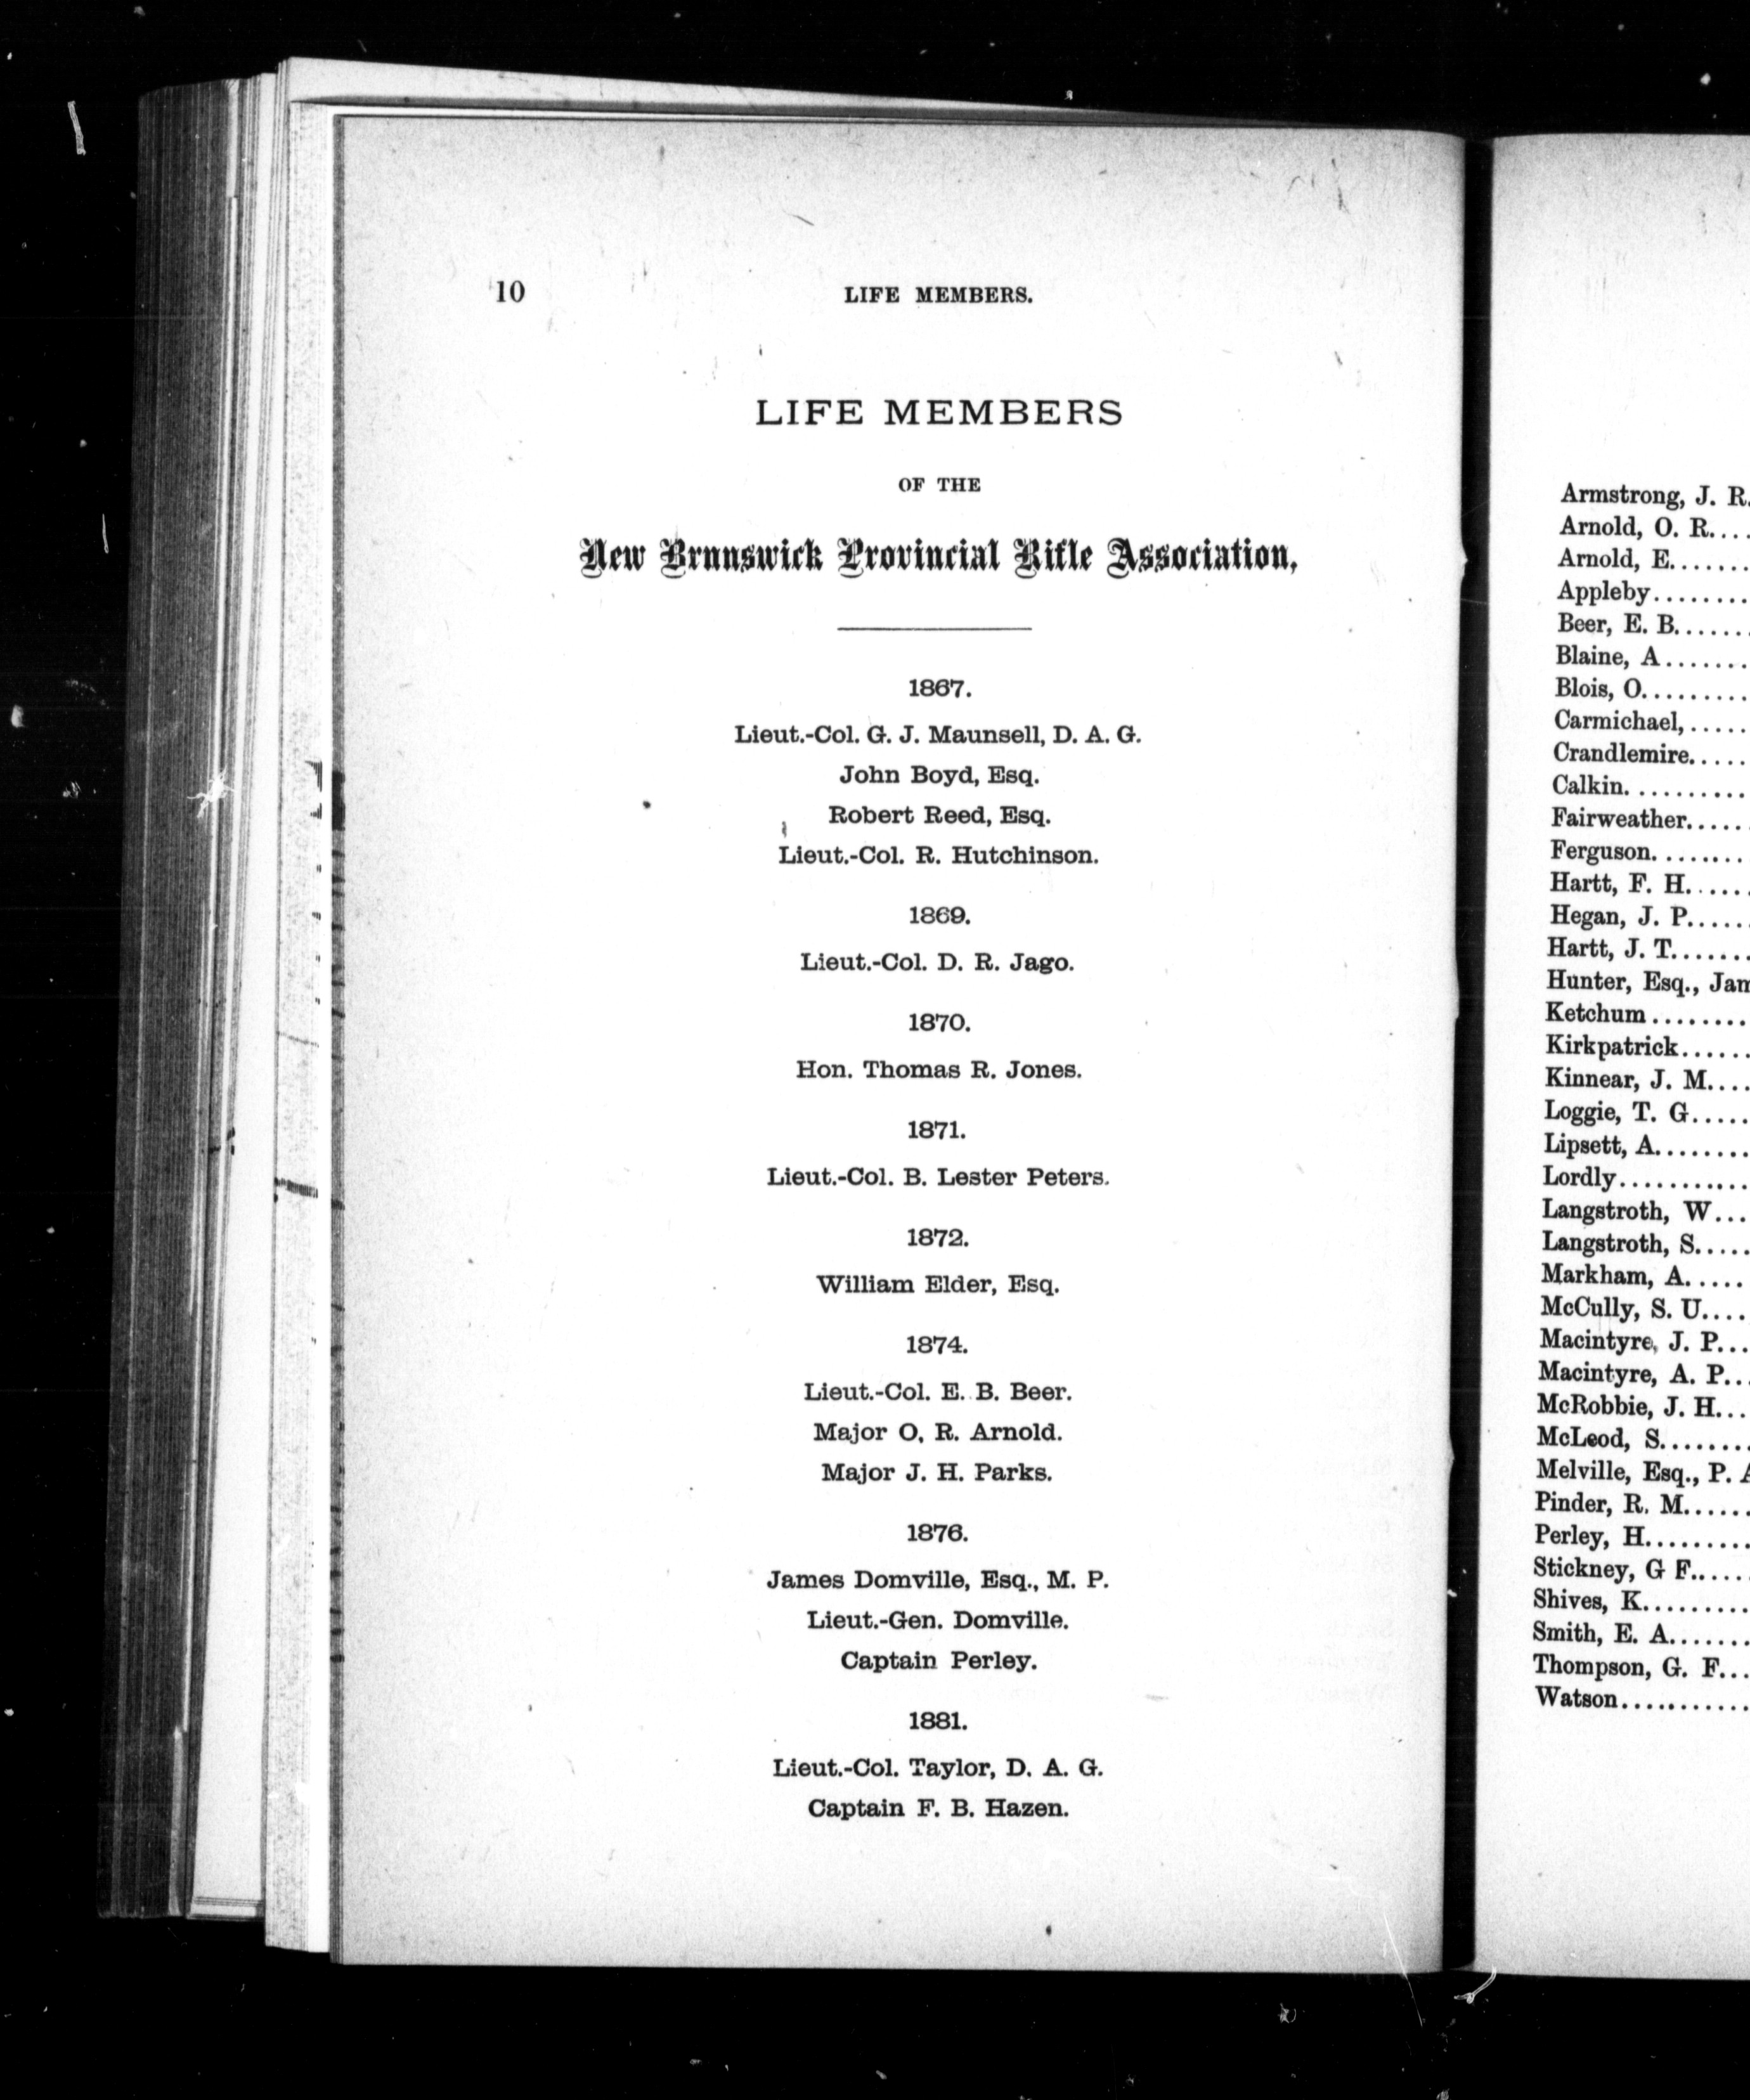 10
LIFE MEMBERS.
LIFE MEMBERS
OF THE
New Brunswick Provincial Rifle Association,
1867.
Lieut.-Col. G. J. Maunsell, D. A. G.
John Boyd, Esq.
Robert Reed, Esq.
Lieut.-Col. R. Hutchinson.
1869.
Lieut.-Col. D. R. Jago.
1870.
Hon. Thomas R. Jones.
1871.
Lieut.-Col. B. Lester Peters.
1872.
William Elder, Esq.
1874.
Lieut.-Col. E. B. Beer.
Major O, R. Arnold.
Major J. H. Parks.
1876.
James Domville, Esq., M. P.
Lieut.-Gen. Domville.
Captain Perley.
1881.
Lieut.-Col. Taylor, D. A. G.
Captain F. B. Hazen.
Armstrong, J. R.
Arnold, O. R....
Arnold, E.......
Appleby........
Beer, E. B......
Blaine, A.......
Blois, O.........
Carmichael,.....
Crandlemire.....
Calkin..........
Fairweather.....
Ferguson........
Hartt, F. H.....
Hegan, J. P.....
Hartt, J. T.......
Hunter, Esq.,
Ketchum........
Kirkpatrick......
Kinnear, J. M....
Loggie, T. G.....
Lipsett, A........
Lordly...........
Langstroth, W...
Langstroth, S.....
Markham, A.....
McCully, S. U....
Macintyre, J. P...
Macintyre, A. P..
McRobbie, J. H...
McLeod, S........
Melville, Esq., P.
Pinder, R. M......
Perley, H.........
Stickney, G F.....
Shives, K.........
Smith, E. A.......
Thompson, G. F...
Watson...........